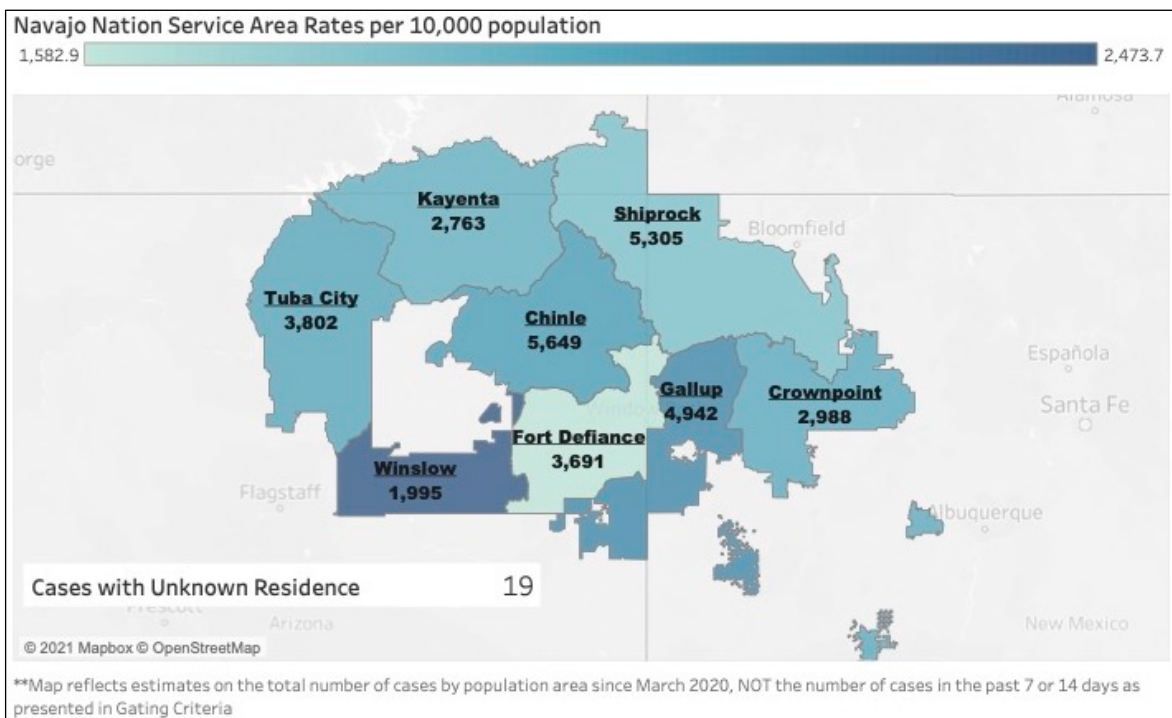 Navajo Nation Service Area Rates per 10,000 population
1,582.9
2,473.7
Alamosa
orge
Kayenta
2,763
Shiprock
5,305
Bloomfield
Tuba City
3,802
Chinle
5,649
Española
Gallup
4,942
Crownpoint
2,988
Window
Santa Fe
Fort Defiance
3,691
Winslow
1,995
Flagstaff
Albuquerque
Cases with Unknown Residence 19
Prescott
Arizona
New Mexico
© 2021 Mapbox © OpenStreetMap
**Map reflects estimates on the total number of cases by population area since March 2020, NOT the number of cases in the past 7 or 14 days as
presented in Gating Criteria